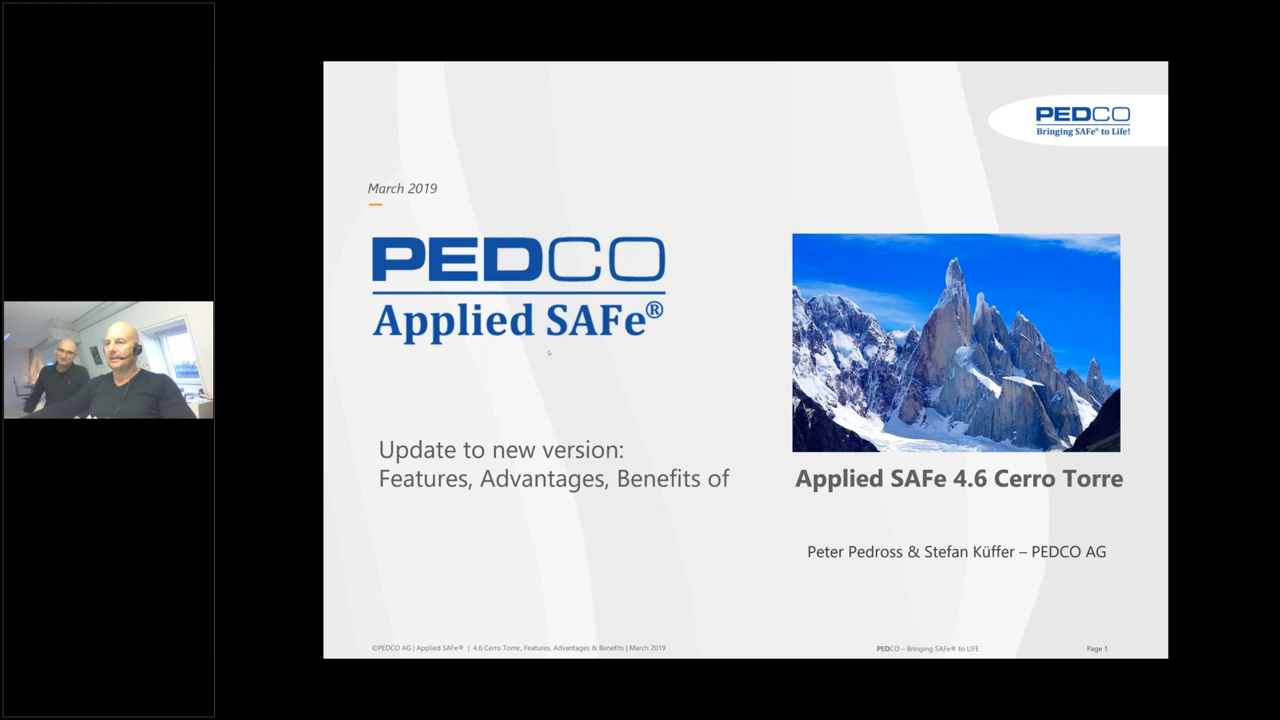 PEDCO
Bringing SAFe® to Life!
March 2019
PEDCO
Applied SAFe®
Update to new version:
Features, Advantages, Benefits of
Applied SAFe 4.6 Cerro Torre
Peter Pedross & Stefan Küffer – PEDCO AG
©PEDCO AG | Applied SAFe® | 4.6 Cerro Torre;, Features, Advantages & Benefits | March 2019
PEDCO – Bringing SAFe® to LIFE
Page 1